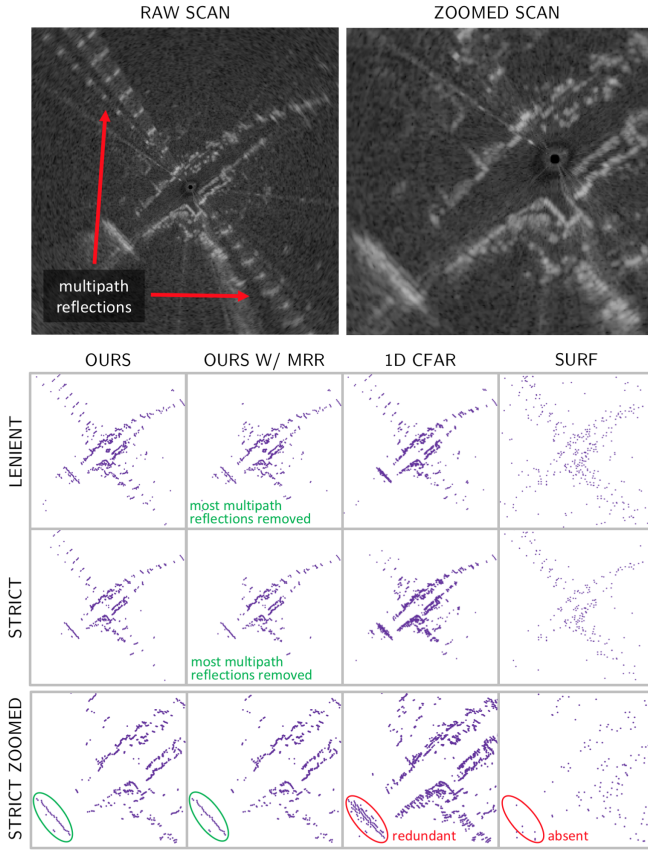 RAW SCAN
ZOOMED SCAN
multipath
reflections
OURS
OURS W/ MRR
1D CFAR
SURF
LENIENT
most multipath
reflections removed
STRICT
most multipath
reflections removed
STRICT ZOOMED
redundant
absent